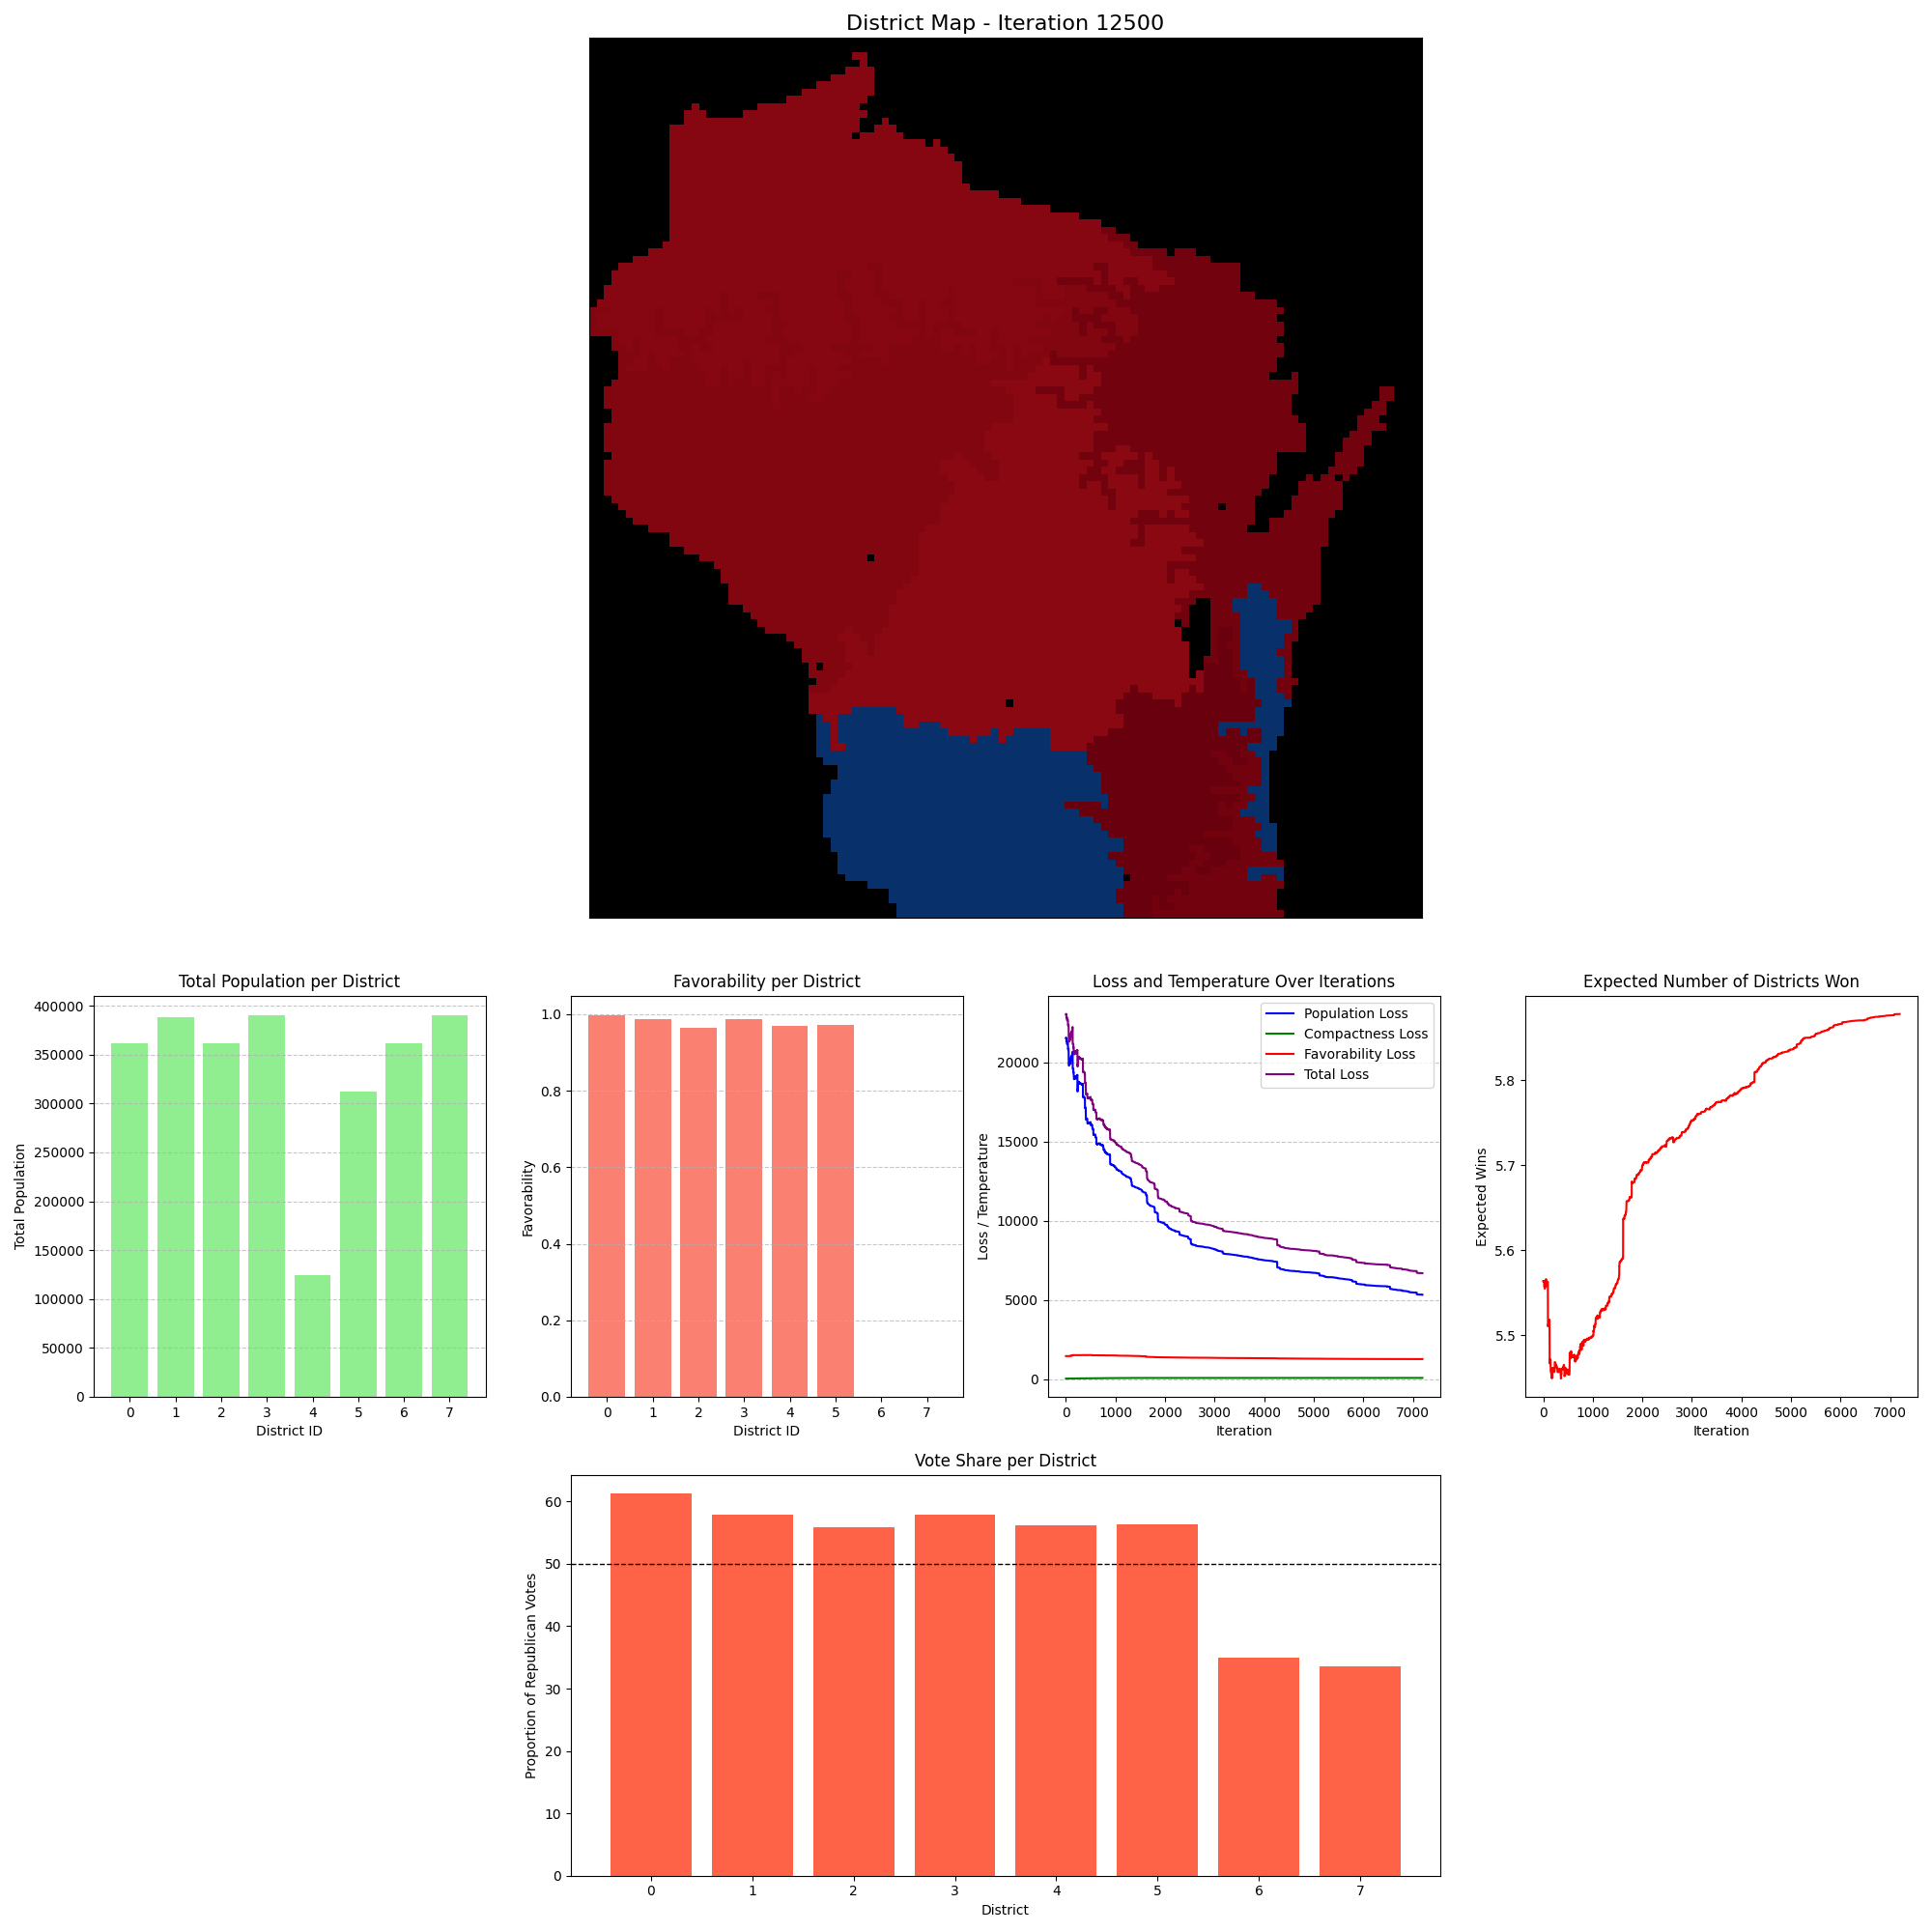 District Map - Iteration 12500
Total Population per District
Total Population
400000
350000
300000
250000
200000
150000
100000
50000
0
0 1 2 3 4 5 6 7
District ID
Favorability per District
Favorability
1.0
0.8
0.6
0.4
0.2
0.0
0 1 2 3 4 5 6 7
District ID
Loss and Temperature Over Iterations
Loss / Temperature
20000
15000
10000
5000
0
Population Loss
Compactness Loss
Favorability Loss
Total Loss
0 1000 2000 3000 4000 5000 6000 7000
Iteration
Expected Number of Districts Won
Expected Wins
5.8
5.7
5.6
5.5
0 1000 2000 3000 4000 5000 6000 7000
Iteration
Vote Share per District
Proportion of Republican Votes
60
50
40
30
20
10
0
0 1 2 3 4 5 6 7
District